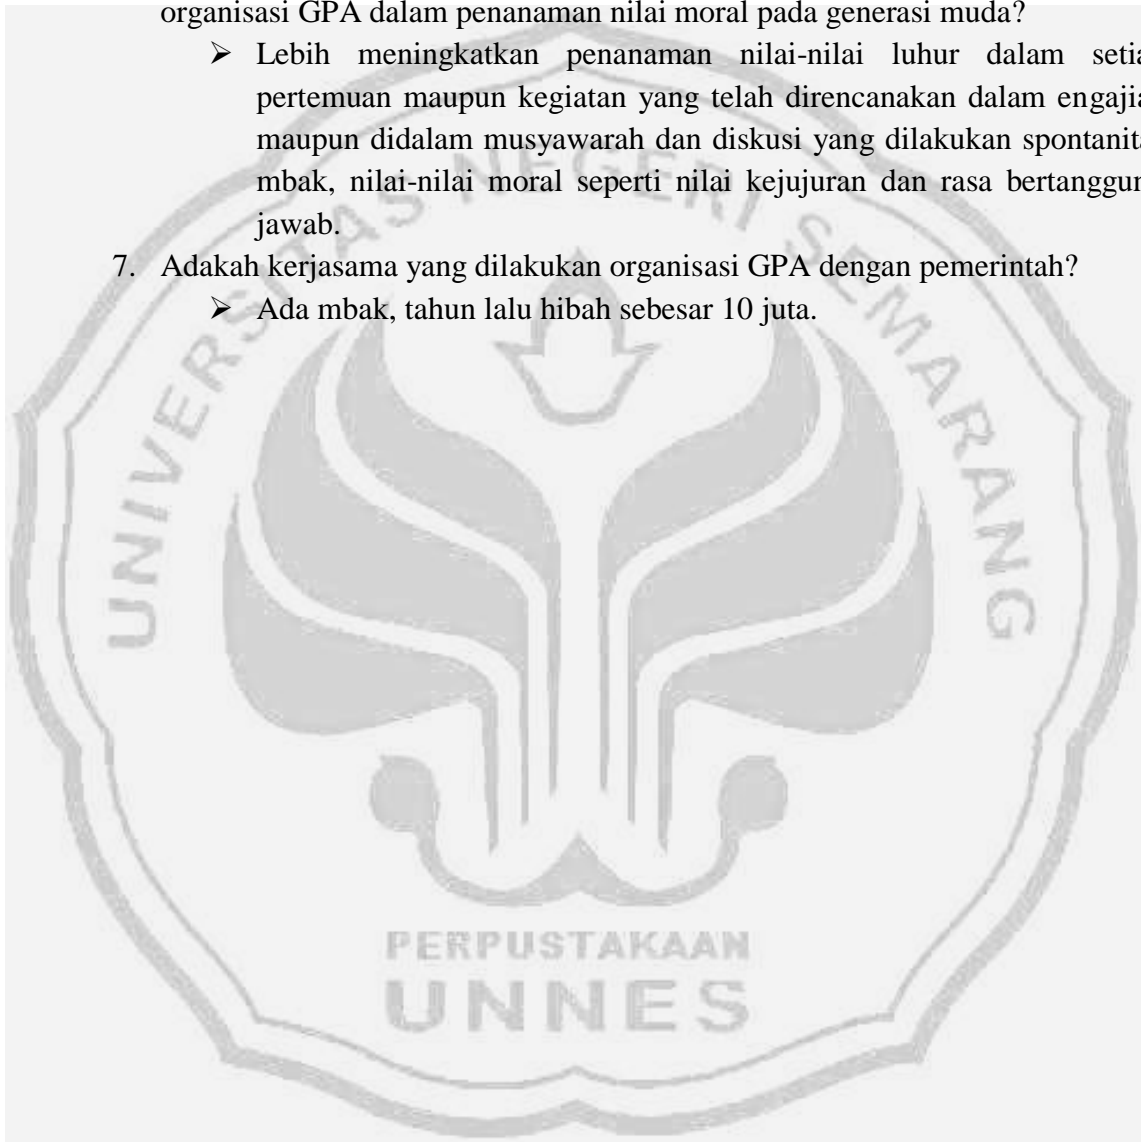 organisasi GPA dalam penanaman nilai moral pada generasi muda?
➢ Lebih meningkatkan penanaman nilai-nilai luhur dalam setia
pertemuan maupun kegiatan yang telah direncanakan dalam engajia
maupun didalam musyawarah dan diskusi yang dilakukan spontanita
mbak, nilai-nilai moral seperti nilai kejujuran dan rasa bertanggun
jawab.
7. Adakah kerjasama yang dilakukan organisasi GPA dengan pemerintah?
➢ Ada mbak, tahun lalu hibah sebesar 10 juta.
UNIVERSITAS NEGERI SEMARANG
PERPUSTAKAAN
UNNES